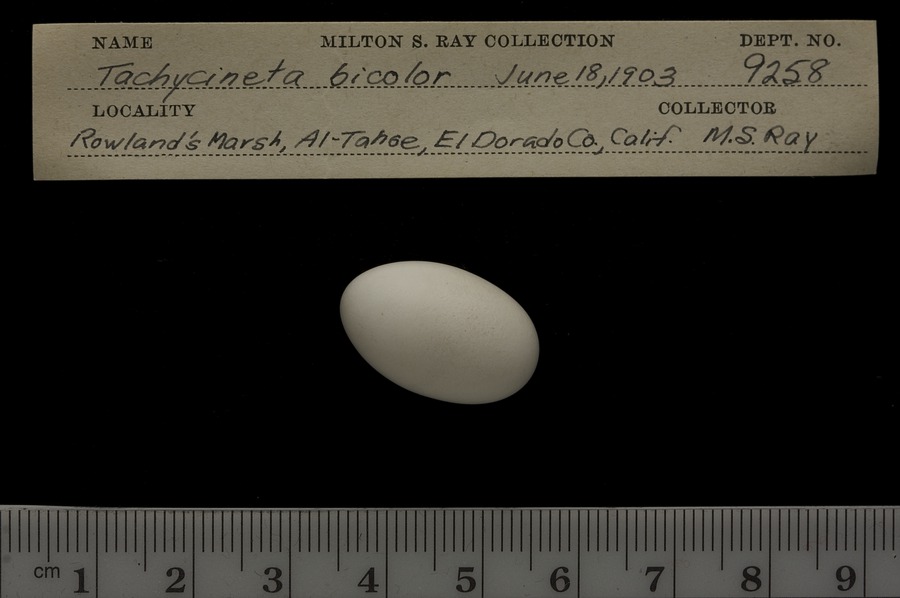 NAME MILTON S. RAY COLLECTION DEPT. NO.
Tachycineta bicolor June 18, 1903 9258
LOCALITY COLLECTOR
Rowland's Marsh, Al-Tahoe, El Dorado Co., Calif. M.S. Ray
cm 1 2 3 4 5 6 7 8 9